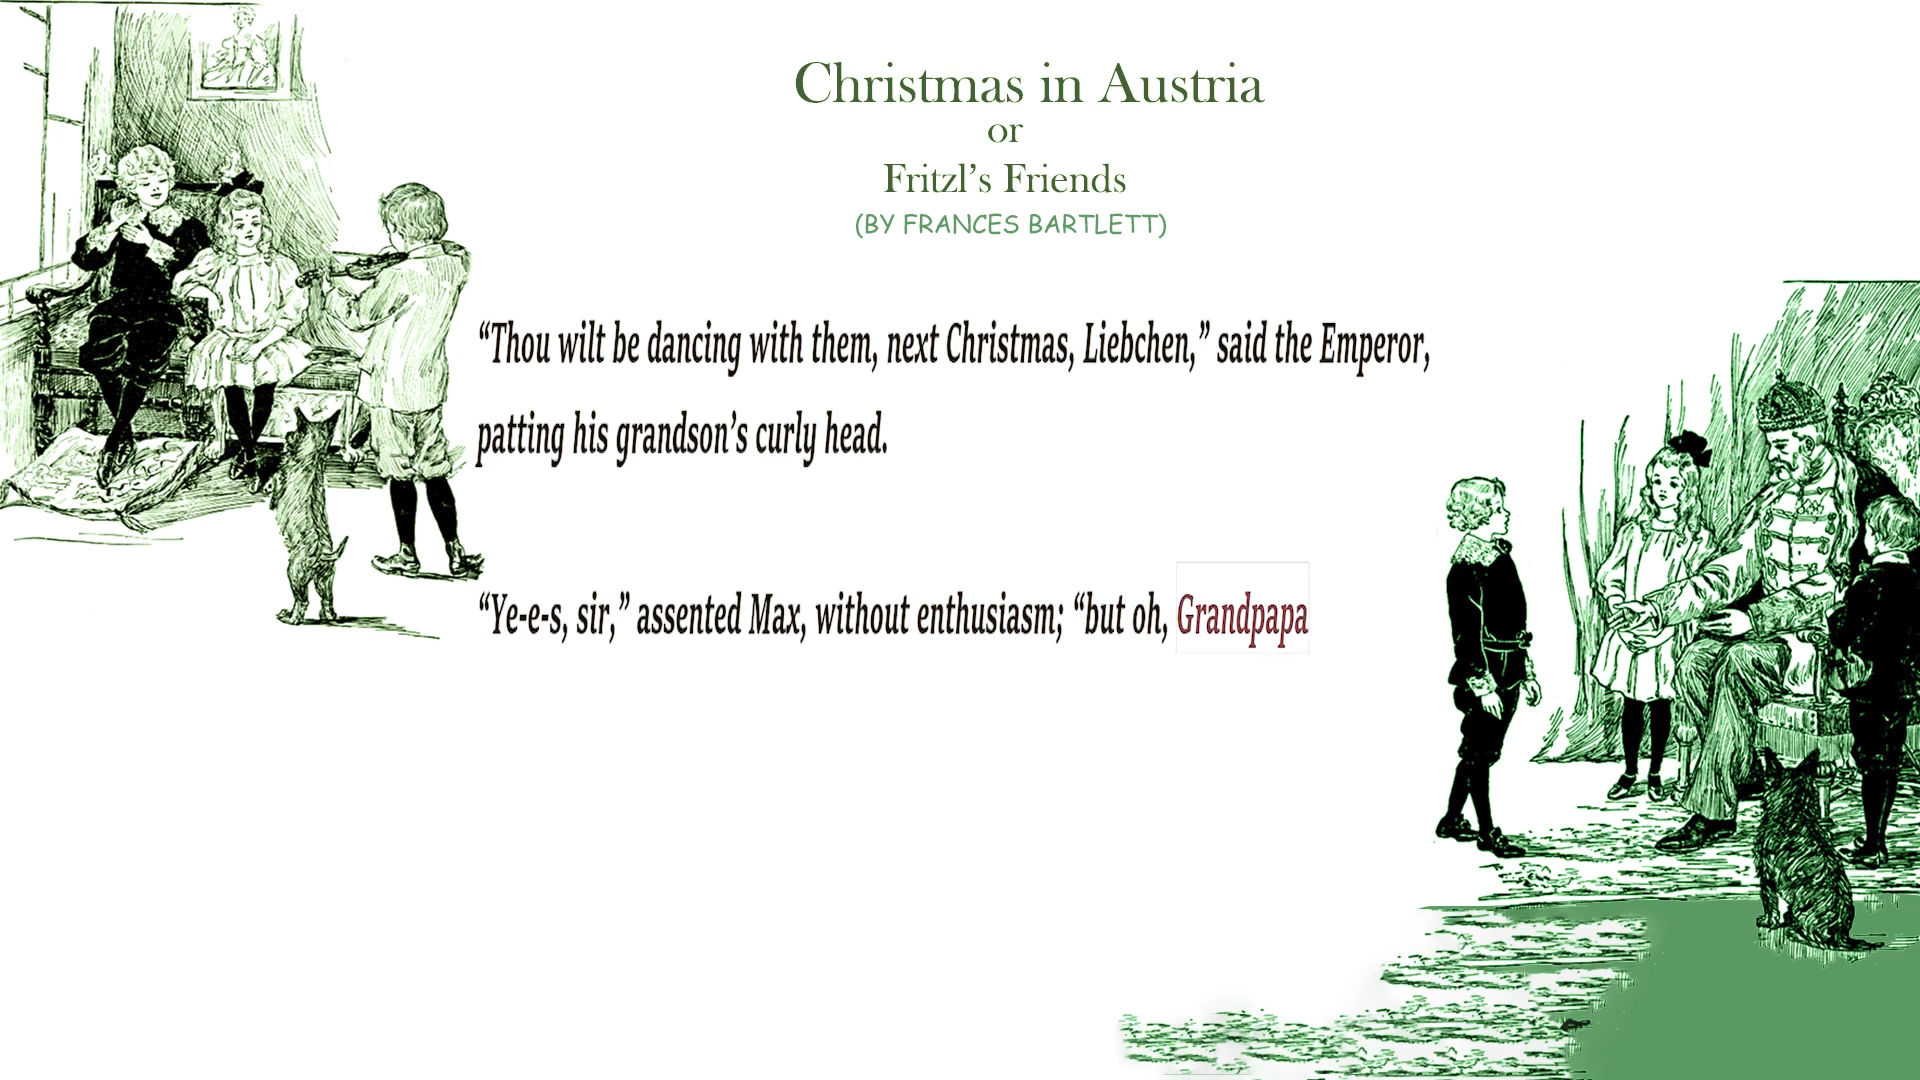 Christmas in Austria
or
Fritzl’s Friends
(BY FRANCES BARTLETT)
“Thou wilt be dancing with them, next Christmas, Liebchen,” said the Emperor,
patting his grandson’s curly head.
“Ye-e-s, sir,” assented Max, without enthusiasm; “but oh, Grandpapa